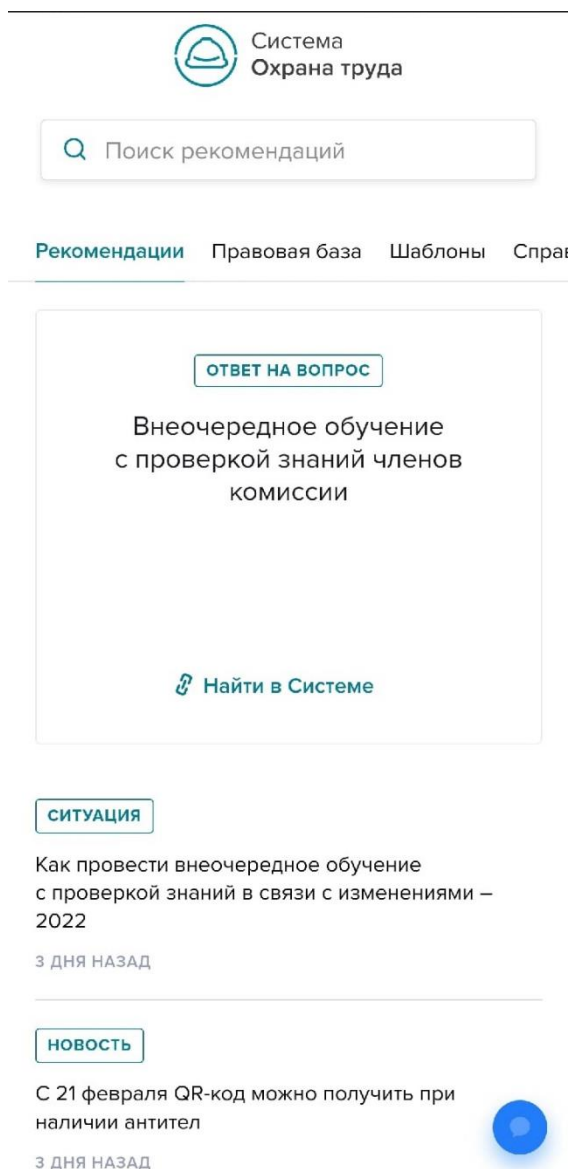 Система
Охрана труда
Поиск рекомендаций
Рекомендации Правовая база Шаблоны
ОТВЕТ НА ВОПРОС
Внеочередное обучение
с проверкой знаний членов
комиссии
Найти в Системе
СИТУАЦИЯ
Как провести внеочередное обучение
с проверкой знаний в связи с изменениями –
2022
3 ДНЯ НАЗАД
НОВОСТЬ
С 21 февраля QR-код можно получить при
наличии антител
3 ДНЯ НАЗАД